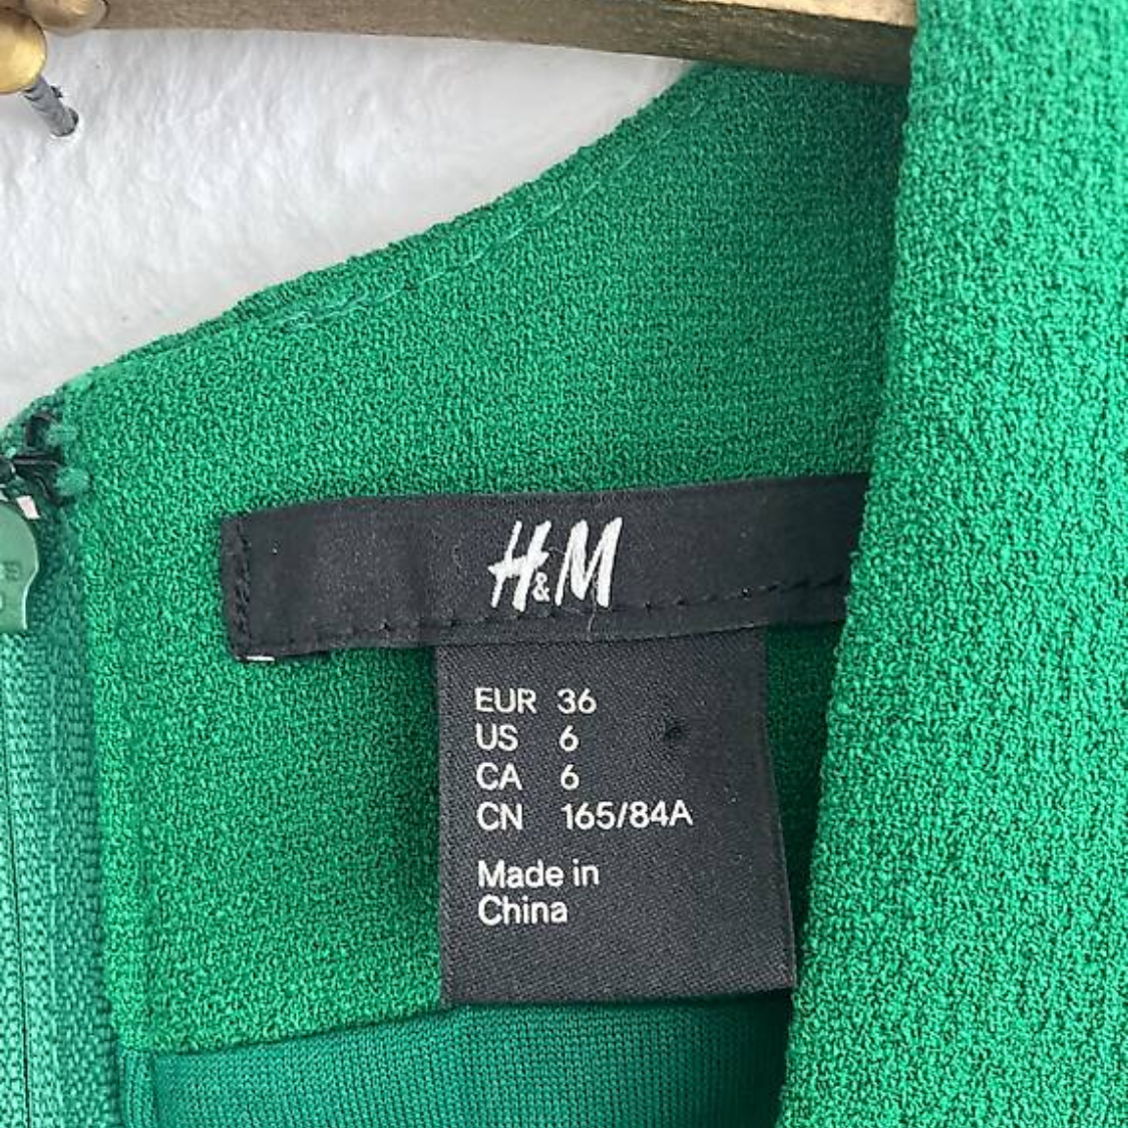 H&M
EUR 36
US 6
CA 6
CN 165/84A
Made in
China